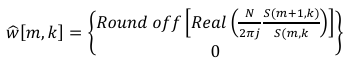 ŵ[m,k] = {Round off [Real (N/2πj S(m+1,k)/S(m,k)]
0}